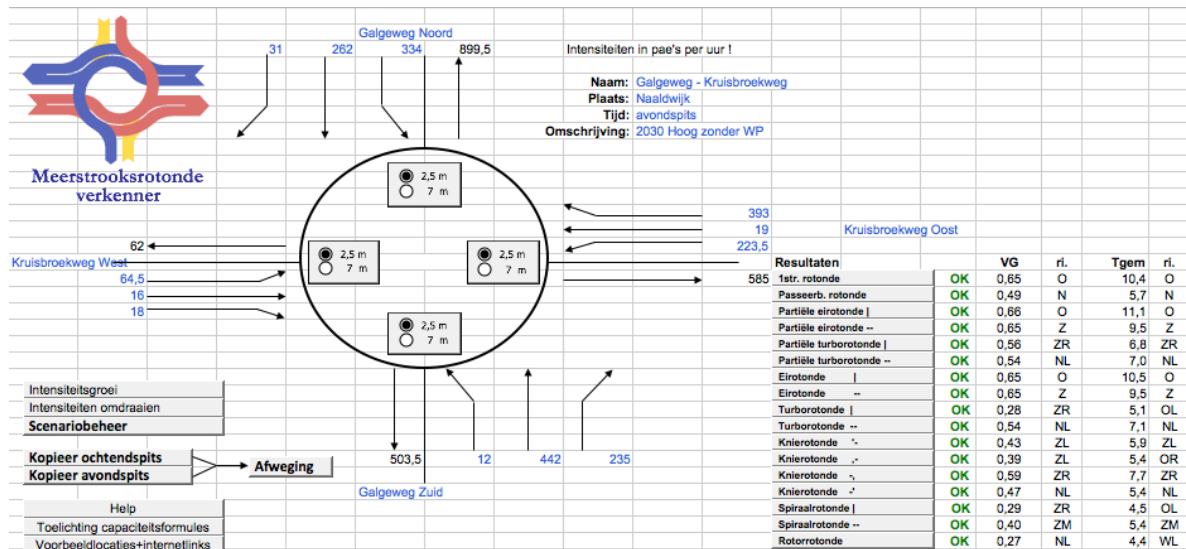 Galgeweg Noord
31 262 334 899,5 Intensiteiten in pae's per uur !
Naam: Galgeweg - Kruisbroekweg
Plaats: Naaldwijk
Tijd: avondspits
Omschrijving: 2030 Hoog zonder WP
Meerstrooksrotonde
verkenner
2,5 m
7 m
393
19 Kruisbroekweg Oost
62 223,5
2,5 m
7 m
2,5 m
7 m
Kruisbroekweg West
64,5
16
18
585
Resultaten VG ri. Tgem ri.
1str. rotonde OK 0,65 O 10,4 O
Passeerb. rotonde OK 0,49 N 5,7 N
Partiële eirotonde | OK 0,66 O 11,1 O
Partiële eirotonde -- OK 0,65 Z 9,5 Z
Partiële turborotonde | OK 0,56 ZR 6,8 ZR
Partiële turborotonde -- OK 0,54 NL 7,0 NL
Eirotonde | OK 0,65 O 10,5 O
Eirotonde -- OK 0,65 Z 9,5 Z
Turborotonde | OK 0,28 ZR 5,1 OL
Turborotonde -- OK 0,54 NL 7,1 NL
Knierotonde '- OK 0,43 ZL 5,9 ZL
Knierotonde ,- OK 0,39 ZL 5,4 OR
Knierotonde -, OK 0,59 ZR 7,7 ZR
Knierotonde -' OK 0,47 NL 5,4 NL
Spiraalrotonde | OK 0,29 ZR 4,5 OL
Spiraalrotonde -- OK 0,40 ZM 5,4 ZM
Rotorrotonde OK 0,27 NL 4,4 WL
2,5 m
7 m
Intensiteitsgroei
Intensiteiten omdraaien
Scenariobeheer
Kopieer ochtendspits
Kopieer avondspits
Afweging
503,5 12 442 235
Galgeweg Zuid
Help
Toelichting capaciteitsformules
Voorbeeldlocaties+internetlinks